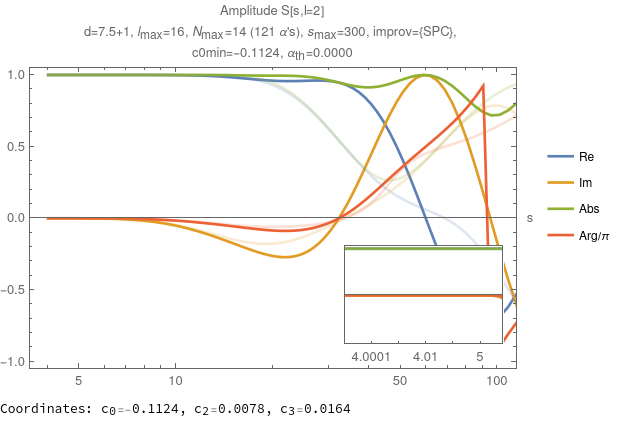 Amplitude S[s,l=2]
d=7.5+1, lmax=16, Nmax=14 (121 α's), smax=300, improv={SPC},
c0min=-0.1124, αth=0.0000
1.0
0.5
0.0
-0.5
-1.0
s
Re
Im
Abs
Arg/π
4.0001 4.01 5
5 10 50 100
Coordinates: c0=-0.1124, c2=0.0078, c3=0.0164